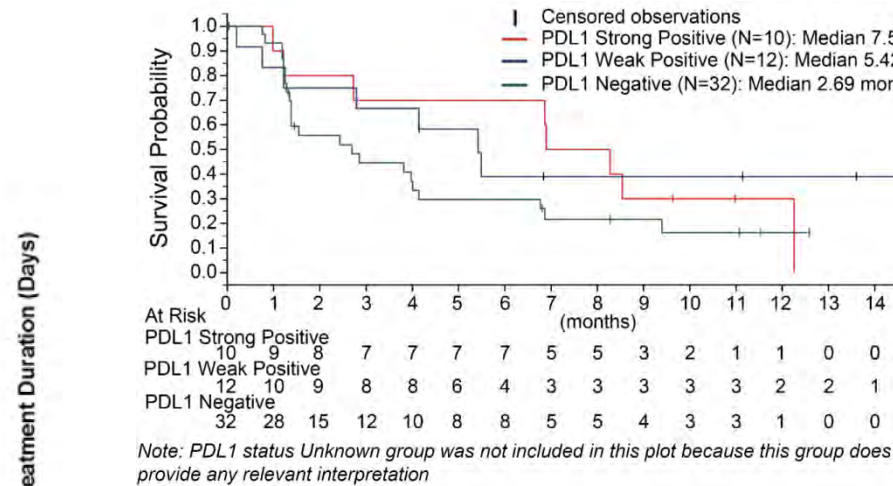 Censored observations
PDL1 Strong Positive (N=10): Median 7.5
PDL1 Weak Positive (N=12): Median 5.42
PDL1 Negative (N=32): Median 2.69 mon
1.0
0.9
0.8
0.7
0.6
0.5
0.4
0.3
0.2
0.1
0.0
Survival Probability
eatment Duration (Days)
0 1 2 3 4 5 6 7 8 9 10 11 12 13 14
(months)
At Risk
PDL1 Strong Positive
10 9 8 7 7 7 7 5 5 3 2 1 1 0 0
PDL1 Weak Positive
12 10 9 8 8 6 4 3 3 3 3 3 2 2 1
PDL1 Negative
32 28 15 12 10 8 8 5 5 4 3 3 1 0 0
Note: PDL1 status Unknown group was not included in this plot because this group does
provide any relevant interpretation